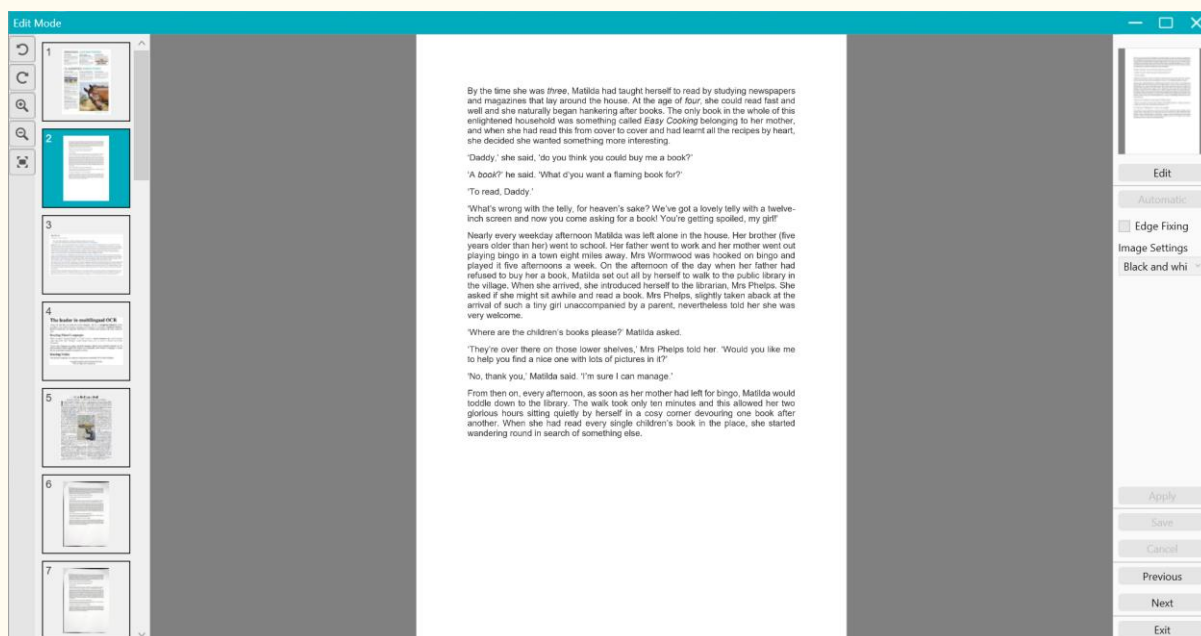 Edit Mode
1
2
3
4
The leader in multilingual OCR
5
6
7
By the time she was three, Matilda had taught herself to read by studying newspapers
and magazines that lay around the house. At the age of four, she could read fast and
well and she naturally began hankering after books. The only book in the whole of this
enlightened household was something called Easy Cooking belonging to her mother,
and when she had read this from cover to cover and had learnt all the recipes by heart,
she decided she wanted something more interesting.
'Daddy,' she said, 'do you think you could buy me a book?'
'A book?' he said. 'What d'you want a flaming book for?'
'To read, Daddy.'
'What's wrong with the telly, for heaven's sake? We've got a lovely telly with a twelve-
inch screen and now you come asking for a book! You're getting spoiled, my girl!'
Nearly every weekday afternoon Matilda was left alone in the house. Her brother (five
years older than her) went to school. Her father went to work and her mother went out
playing bingo in a town eight miles away. Mrs Wormwood was hooked on bingo and
played it five afternoons a week. On the afternoon of the day when her father had
refused to buy her a book, Matilda set out all by herself to walk to the public library in
the village. When she arrived, she introduced herself to the librarian, Mrs Phelps. She
asked if she might sit awhile and read a book. Mrs Phelps, slightly taken aback at the
arrival of such a tiny girl unaccompanied by a parent, nevertheless told her she was
very welcome.
'Where are the children's books please?' Matilda asked.
'They're over there on those lower shelves,' Mrs Phelps told her. 'Would you like me
to help you find a nice one with lots of pictures in it?'
'No, thank you,' Matilda said. 'I'm sure I can manage.'
From then on, every afternoon, as soon as her mother had left for bingo, Matilda would
toddle down to the library. The walk took only ten minutes and this allowed her two
glorious hours sitting quietly by herself in a cosy corner devouring one book after
another. When she had read every single children's book in the place, she started
wandering round in search of something else.
Edit
Automatic
Edge Fixing
Image Settings
Black and whi
Apply
Save
Cancel
Previous
Next
Exit